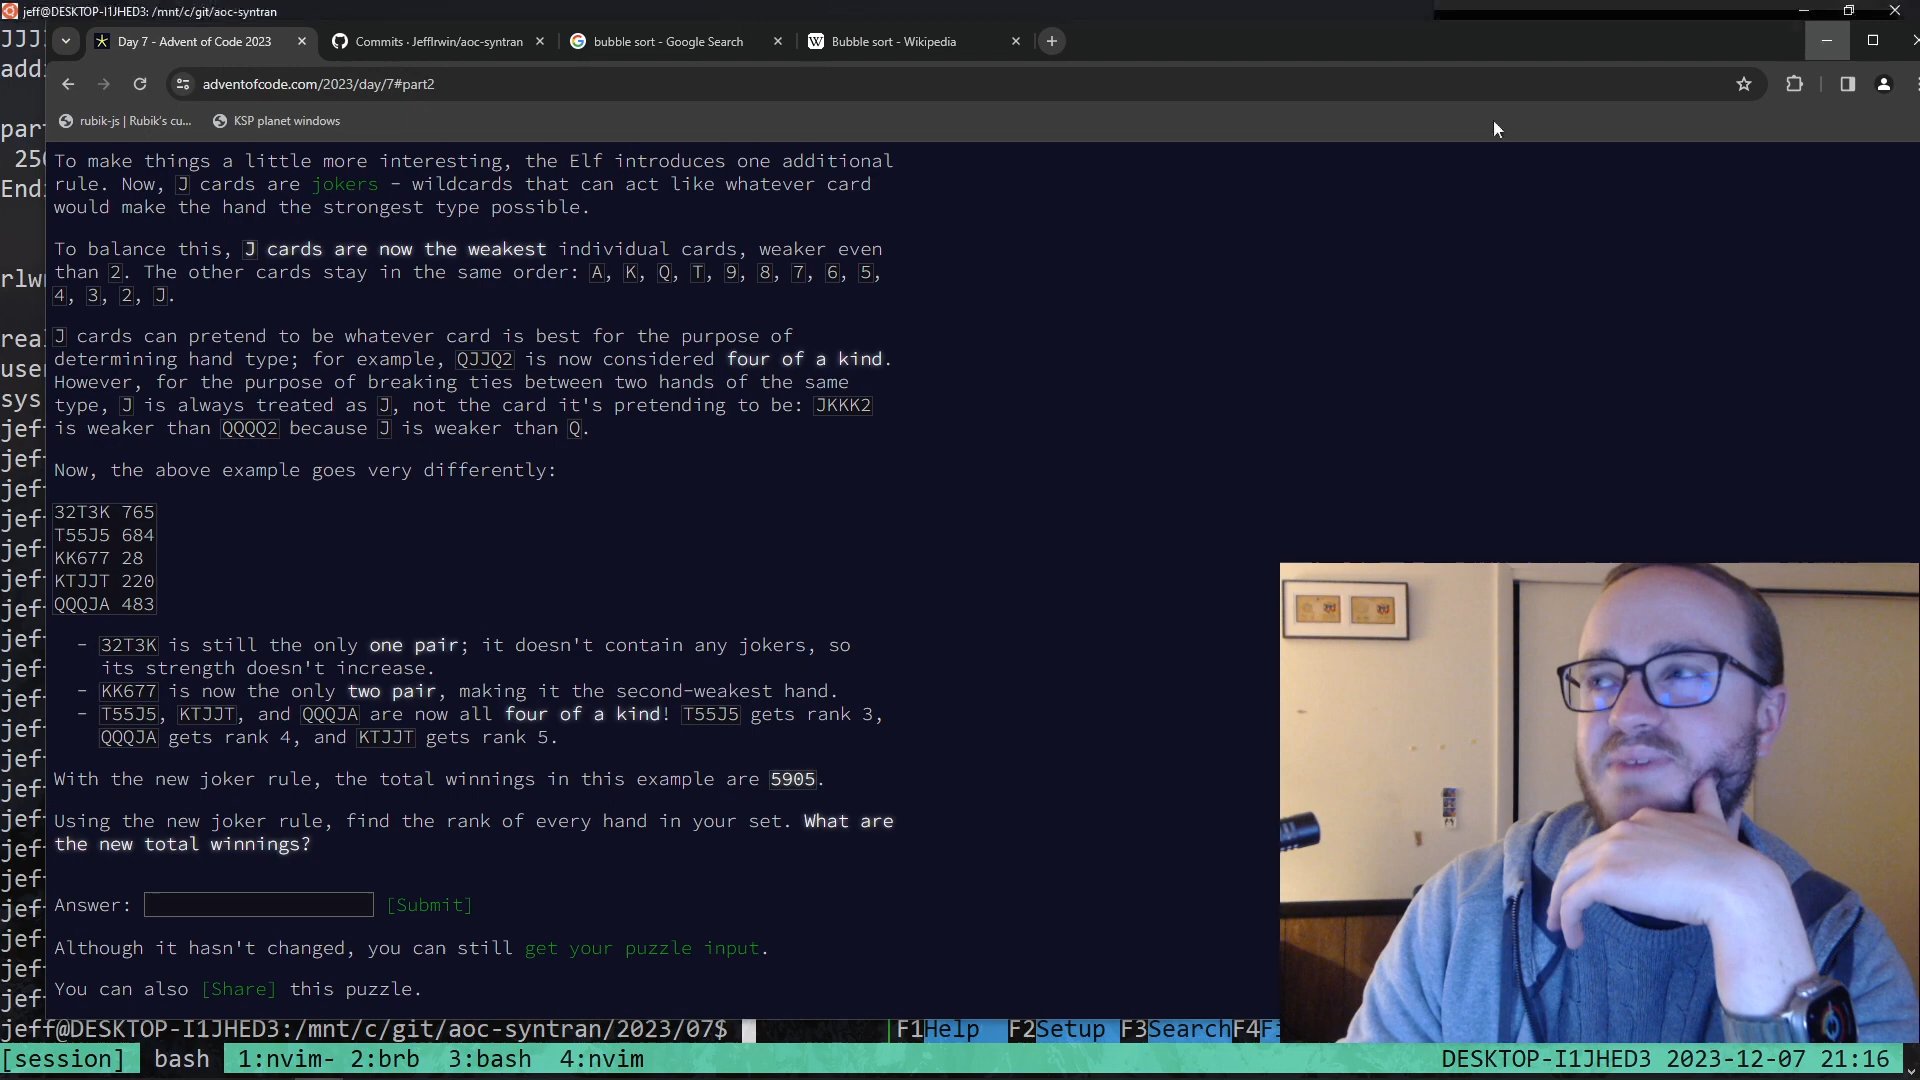 jeff@DESKTOP-I1JHED3: /mnt/c/git/aoc-syntran
Day 7 - Advent of Code 2023
Commits · JeffIrwin/aoc-syntran
bubble sort - Google Search
Bubble sort - Wikipedia
adventofcode.com/2023/day/7#part2
rubik-js | Rubik's cu...
KSP planet windows
To make things a little more interesting, the Elf introduces one additional
rule. Now, J cards are jokers - wildcards that can act like whatever card
would make the hand the strongest type possible.
To balance this, J cards are now the weakest individual cards, weaker even
than 2. The other cards stay in the same order: A, K, Q, T, 9, 8, 7, 6, 5,
4, 3, 2, J.
J cards can pretend to be whatever card is best for the purpose of
determining hand type; for example, QJJQ2 is now considered four of a kind.
However, for the purpose of breaking ties between two hands of the same
type, J is always treated as J, not the card it's pretending to be: JKKK2
is weaker than QQQQ2 because J is weaker than Q.
Now, the above example goes very differently:
32T3K 765
T55J5 684
KK677 28
KTJJT 220
QQQJA 483
- 32T3K is still the only one pair; it doesn't contain any jokers, so
its strength doesn't increase.
- KK677 is now the only two pair, making it the second-weakest hand.
- T55J5, KTJJT, and QQQJA are now all four of a kind! T55J5 gets rank 3,
QQQJA gets rank 4, and KTJJT gets rank 5.
With the new joker rule, the total winnings in this example are 5905.
Using the new joker rule, find the rank of every hand in your set. What are
the new total winnings?
Answer: [Submit]
Although it hasn't changed, you can still get your puzzle input.
You can also [Share] this puzzle.
jeff@DESKTOP-I1JHED3:/mnt/c/git/aoc-syntran/2023/07$ F1Help F2Setup F3SearchF4Fi
[session] bash 1:nvim- 2:brb 3:bash 4:nvim DESKTOP-I1JHED3 2023-12-07 21:16